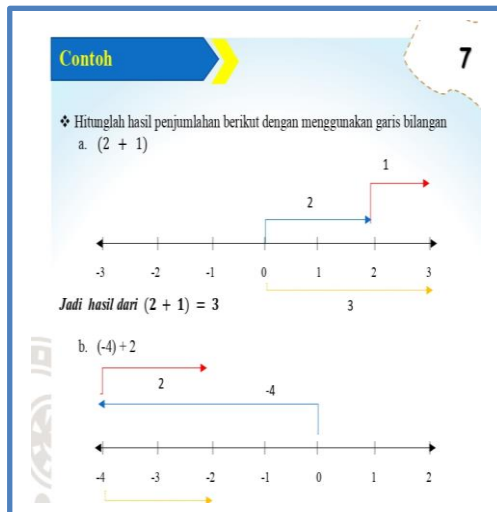 Contoh
7
❖ Hitunglah hasil penjumlahan berikut dengan menggunakan garis bilangan
a. (2 + 1)
1
2
-3 -2 -1 0 1 2 3
Jadi hasil dari (2 + 1) = 3
3
b. (-4) + 2
2
-4
-4 -3 -2 -1 0 1 2